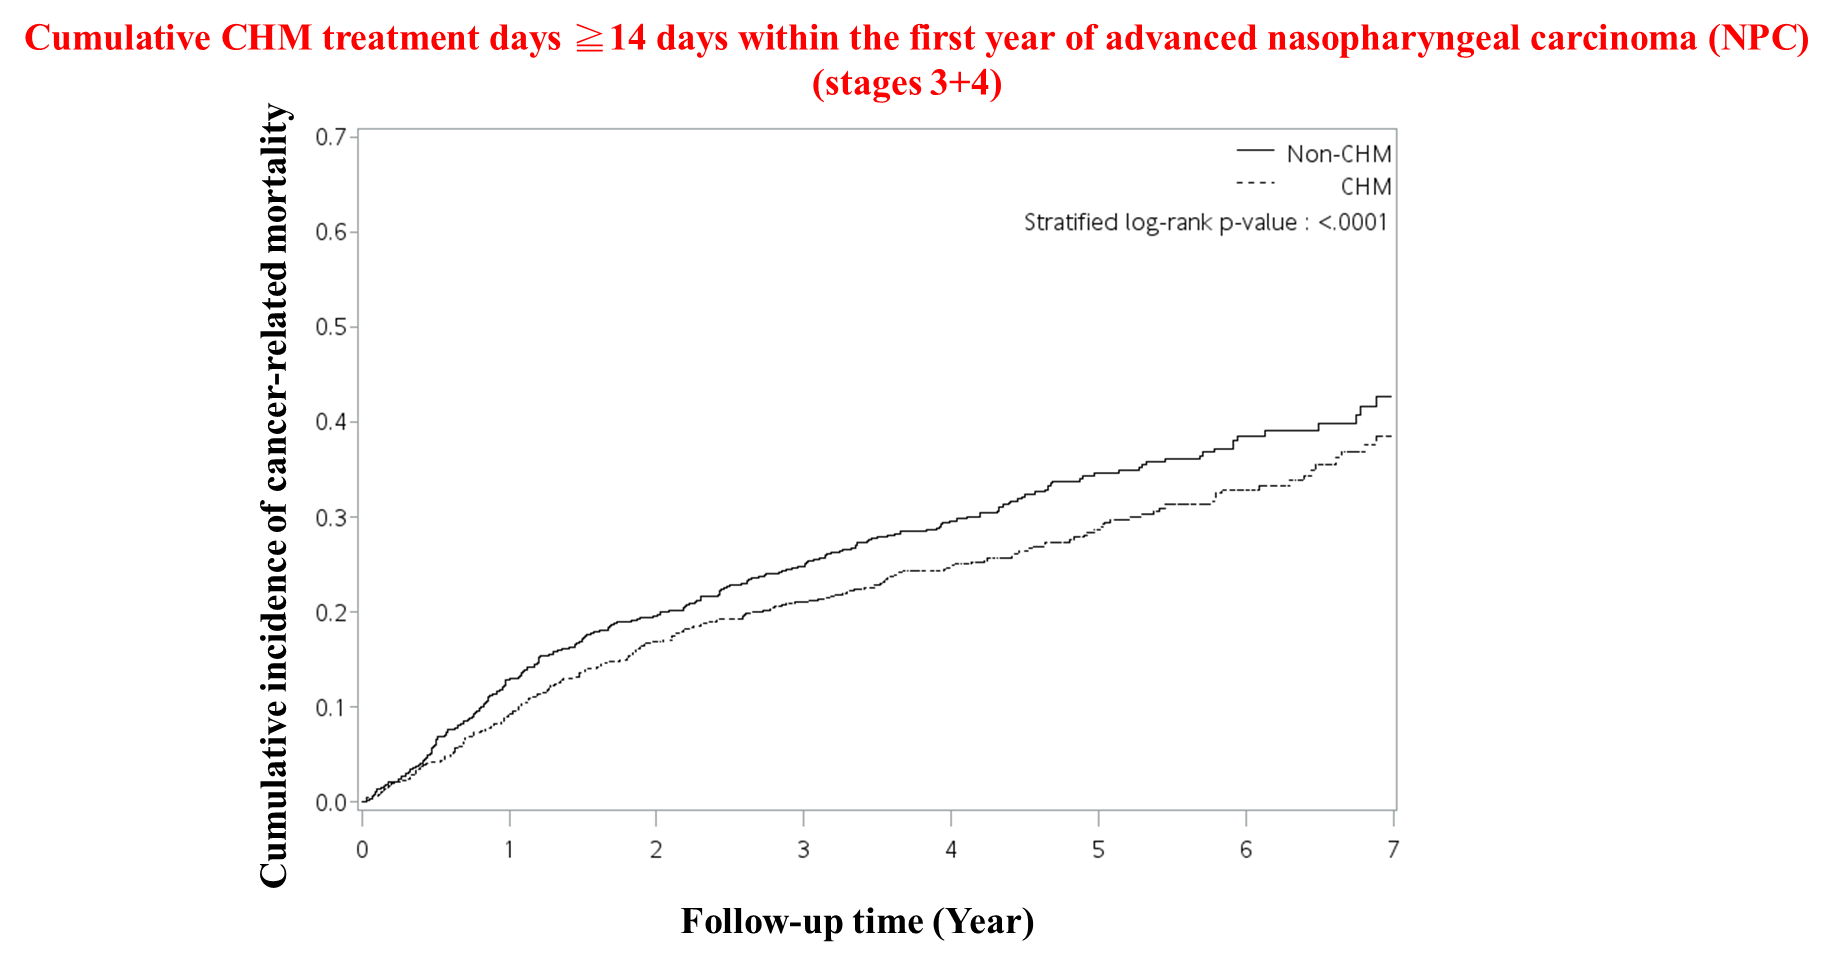 Cumulative CHM treatment days ≧14 days within the first year of advanced nasopharyngeal carcinoma (NPC)
(stages 3+4)
Cumulative incidence of cancer-related mortality
0.7
0.6
0.5
0.4
0.3
0.2
0.1
0.0
Non-CHM
CHM
Stratified log-rank p-value : <.0001
0 1 2 3 4 5 6 7
Follow-up time (Year)